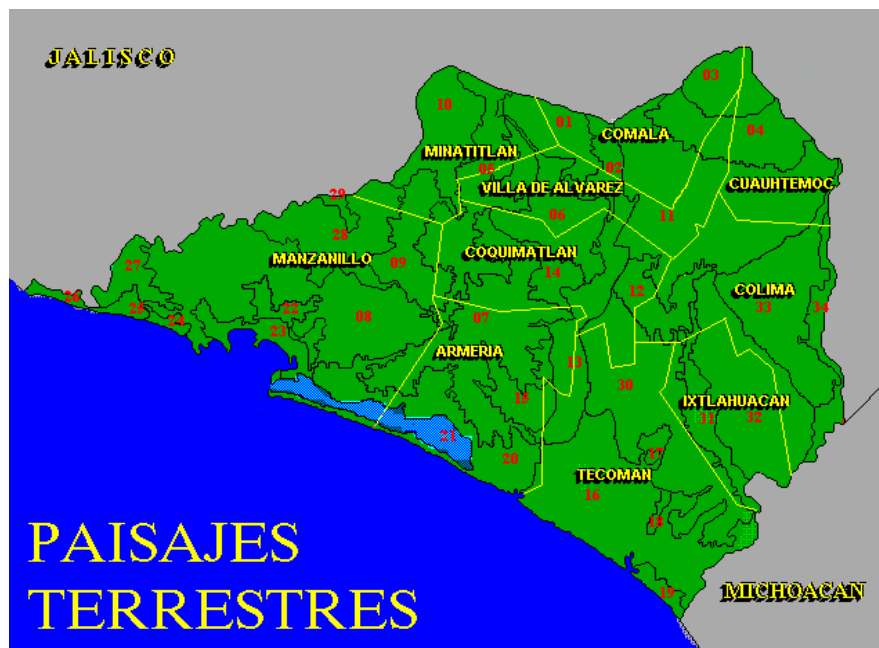 JALISCO
03
10
01
04
COMALA
MINATITLAN
05
02
CUAUHTEMOC
VILLA DE ALVAREZ
29
06
11
28
COQUIMATLAN
MANZANILLO
09
27
14
12
COLIMA
26
25
22
33
34
24
23
08
07
ARMERIA
13
30
15
IXTLAHUACAN
31
32
21
20
17
TECOMAN
16
18
PAISAJES
TERRESTRES
19
MICHOACAN